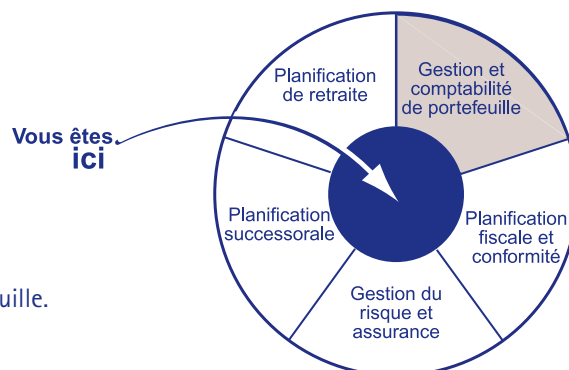 Planification
de retraite
Gestion et
comptabilité
de portefeuille
Vous êtes
ici
Planification
successorale
Planification
fiscale et
conformité
Gestion du
risque et
assurance
uille.